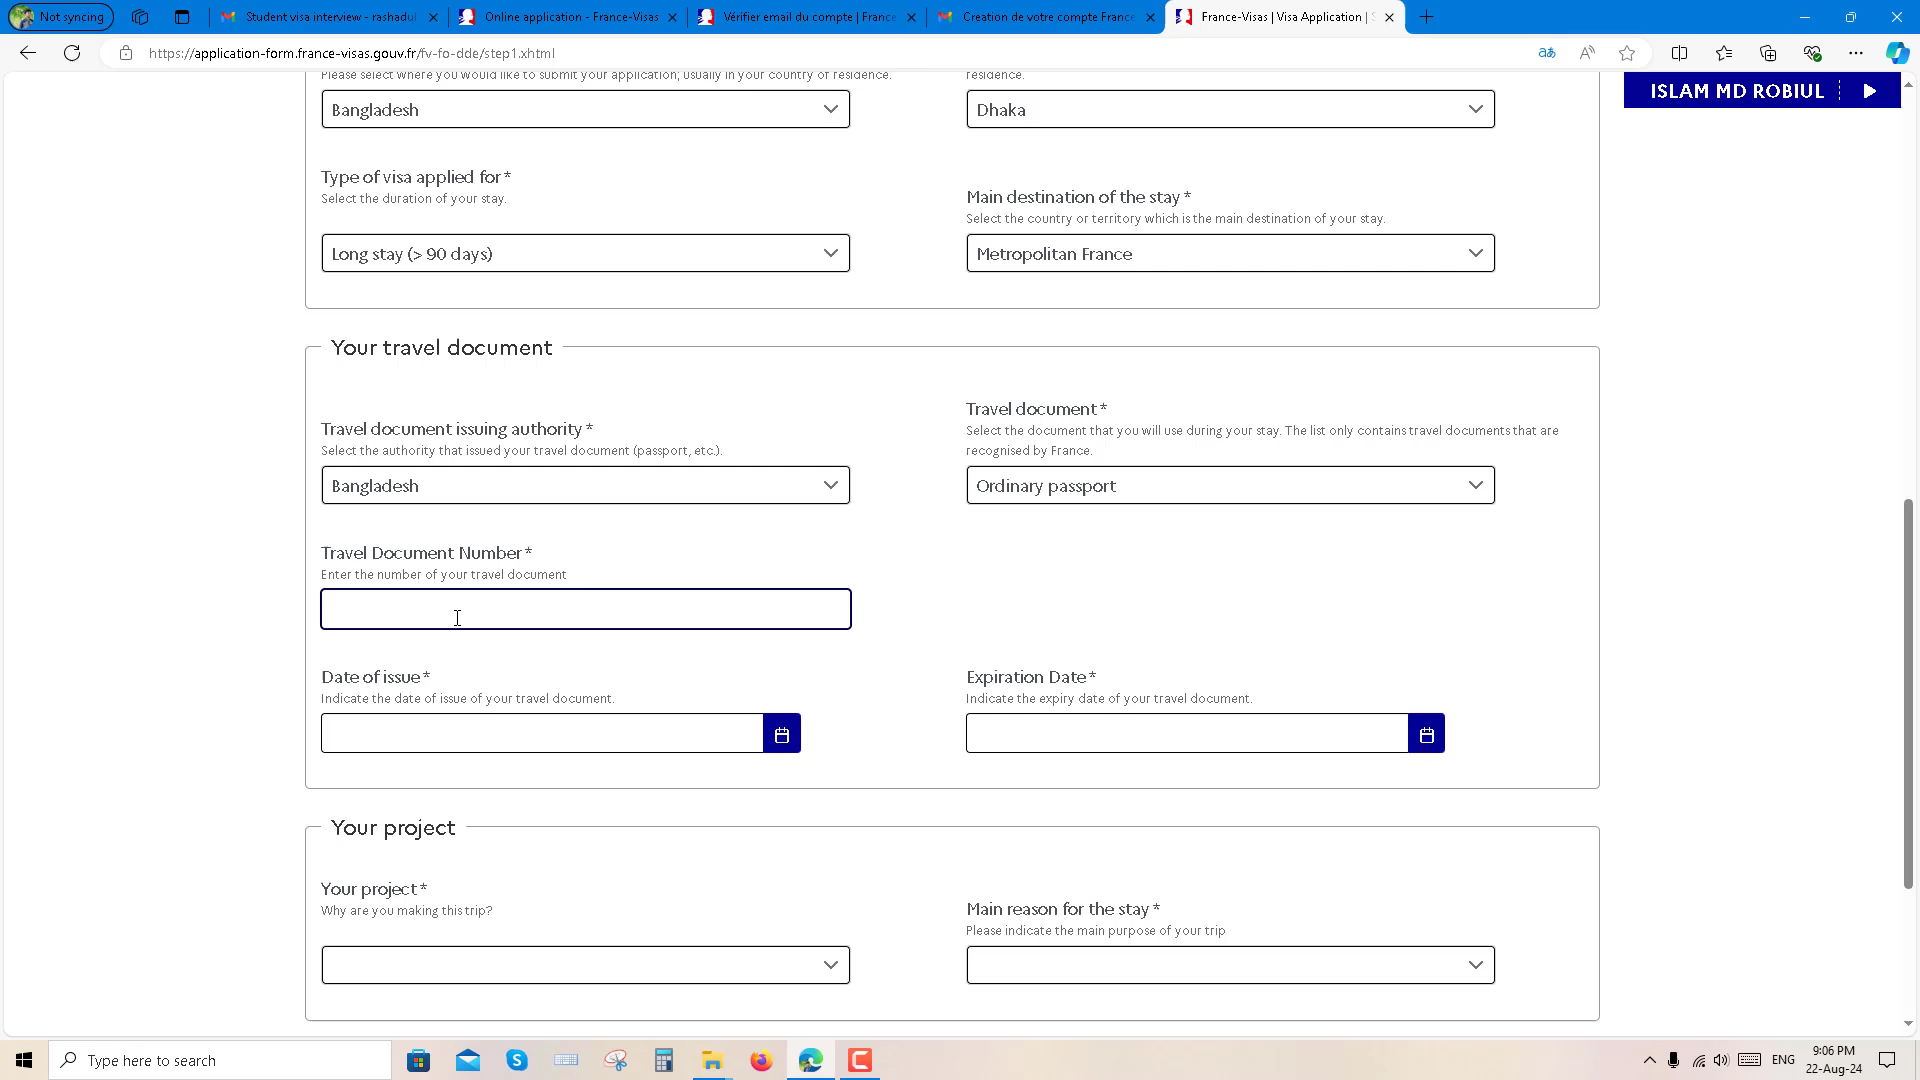 Not syncing
Student visa interview - rashadul
Online application - France-Visas
Vérifier email du compte | France
Creation de votre compte France
France-Visas | Visa Application | S
https://application-form.france-visas.gouv.fr/fv-fo-dde/step1.xhtml
Please select where you would like to submit your application; usually in your country of residence.
residence.
ISLAM MD ROBIUL
Bangladesh
Dhaka
Type of visa applied for *
Select the duration of your stay.
Main destination of the stay *
Select the country or territory which is the main destination of your stay.
Long stay (> 90 days)
Metropolitan France
Your travel document
Travel document issuing authority *
Select the authority that issued your travel document (passport, etc.).
Travel document *
Select the document that you will use during your stay. The list only contains travel documents that are
recognised by France.
Bangladesh
Ordinary passport
Travel Document Number *
Enter the number of your travel document
Date of issue *
Indicate the date of issue of your travel document.
Expiration Date *
Indicate the expiry date of your travel document.
Your project
Your project *
Why are you making this trip?
Main reason for the stay *
Please indicate the main purpose of your trip
Type here to search
ENG
9:06 PM
22-Aug-24